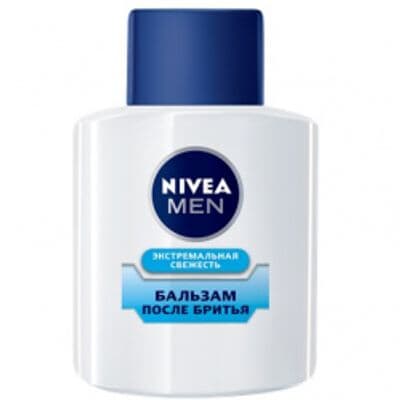 NIVEA
MEN
ЭКСТРЕМАЛЬНАЯ
СВЕЖЕСТЬ
БАЛЬЗАМ
ПОСЛЕ БРИТЬЯ